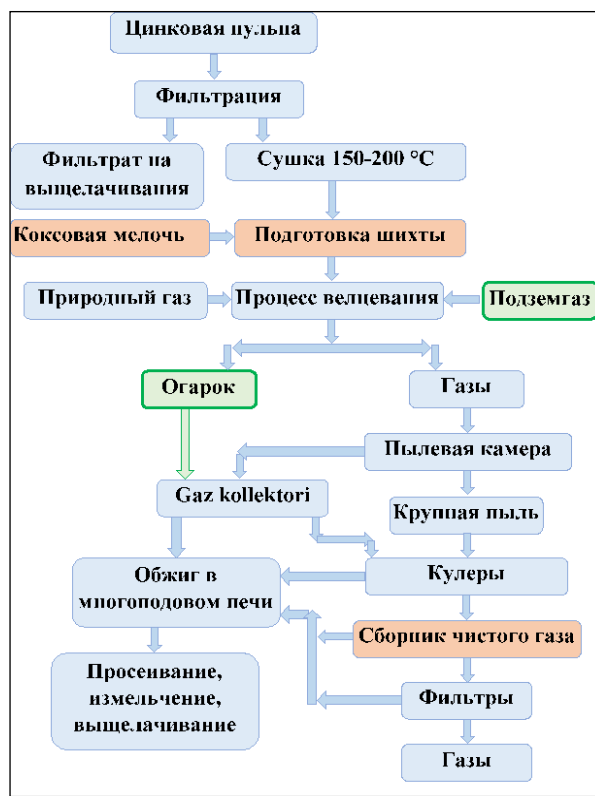 Цинковая пульпа
Фильтрация
Фильтрат на
выщелачивания
Сушка 150-200 °С
Коксовая мелочь
Подготовка шихты
Природный газ
Процесс велцевания
Подземгаз
Огарок
Газы
Пылевая камера
Gaz kollektori
Крупная пыль
Обжиг в
многоподовом печи
Кулеры
Сборник чистого газа
Просеивание,
измельчение,
выщелачивание
Фильтры
Газы